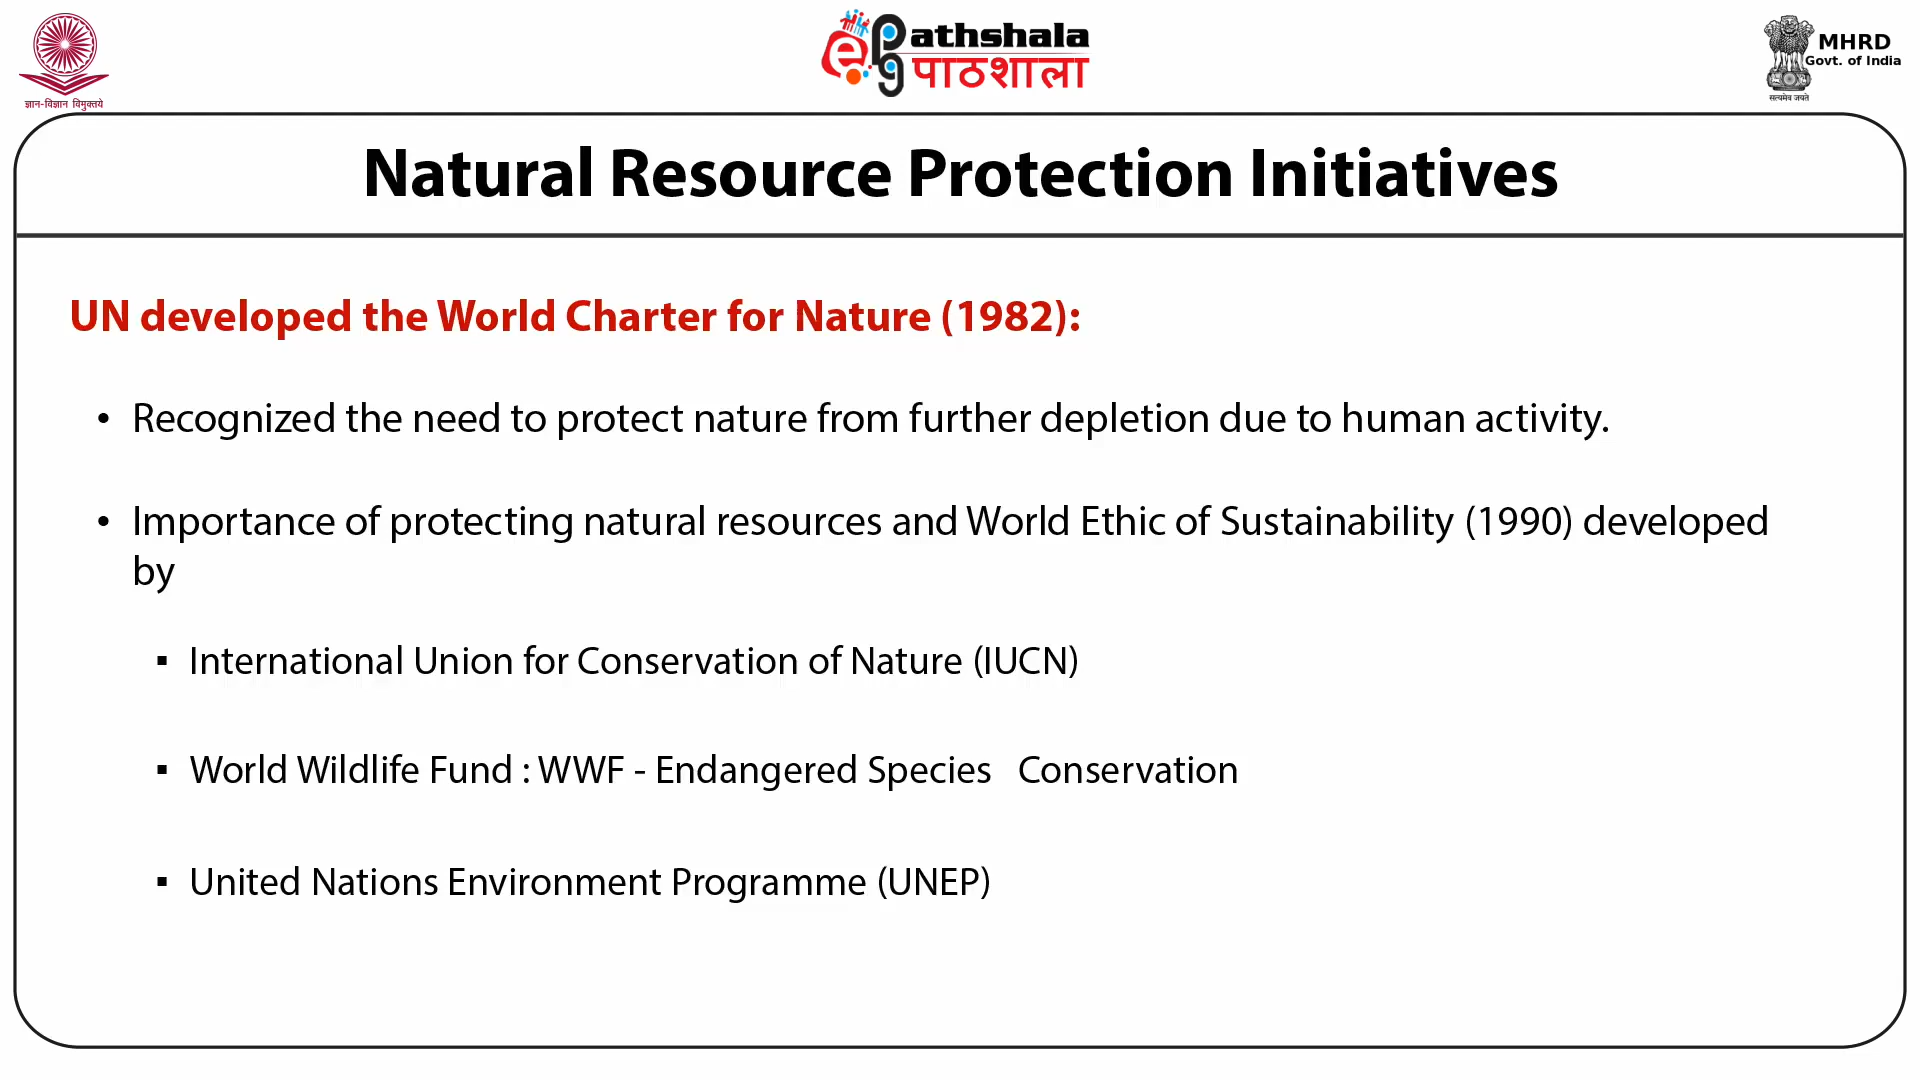 ज्ञान-विज्ञान विमुक्तये
ePathshala
पाठशाला
MHRD
Govt. of India
सत्यमेव जयते
Natural Resource Protection Initiatives
UN developed the World Charter for Nature (1982):
• Recognized the need to protect nature from further depletion due to human activity.
• Importance of protecting natural resources and World Ethic of Sustainability (1990) developed
by
▪ International Union for Conservation of Nature (IUCN)
▪ World Wildlife Fund : WWF - Endangered Species   Conservation
▪ United Nations Environment Programme (UNEP)